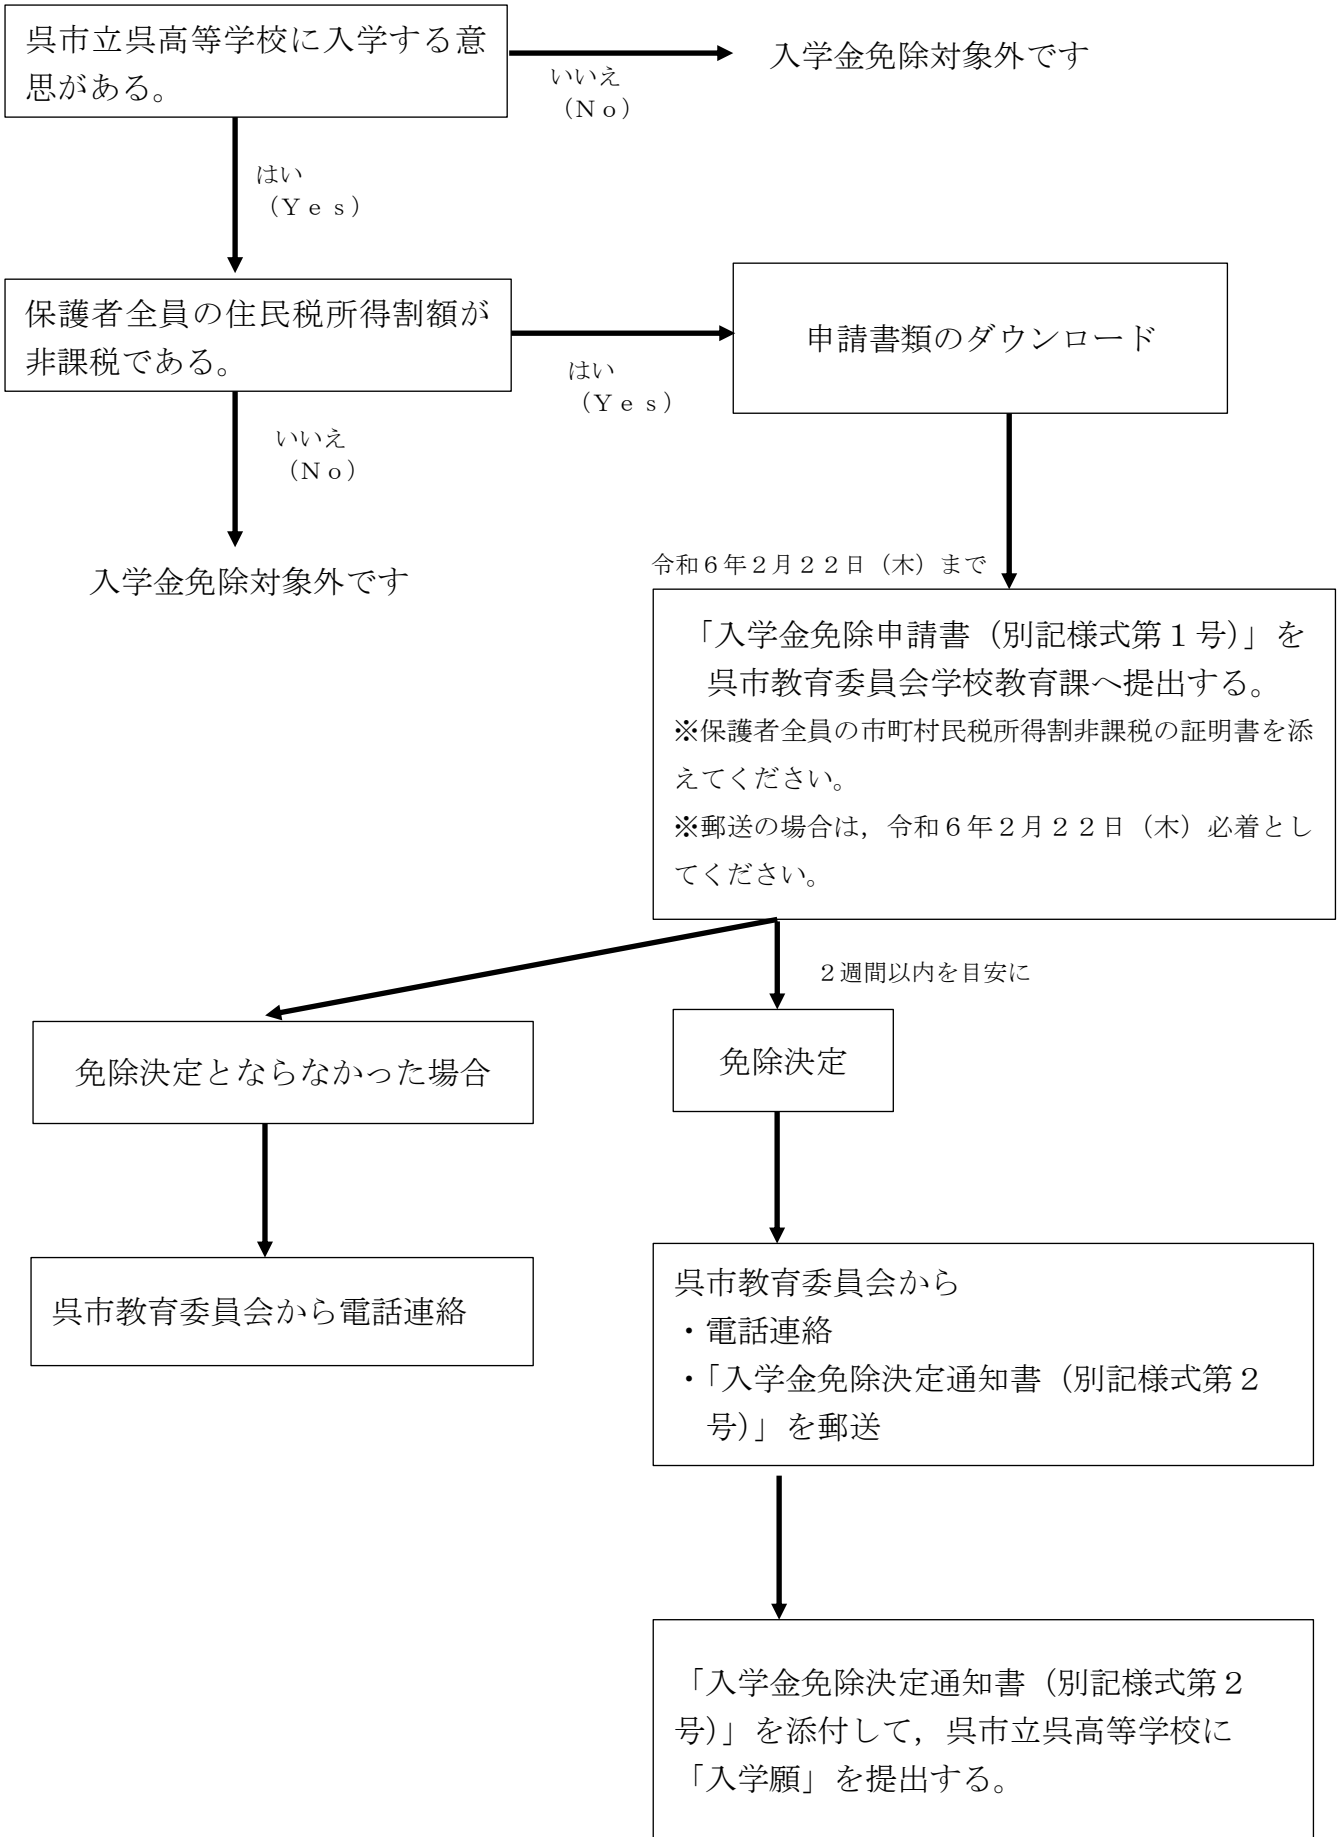 呉市立呉高等学校に入学する意
思がある。
いいえ
（Ｎｏ）
入学金免除対象外です
はい
（Ｙｅｓ）
保護者全員の住民税所得割額が
非課税である。
はい
（Ｙｅｓ）
申請書類のダウンロード
いいえ
（Ｎｏ）
入学金免除対象外です
令和６年２月２２日（木）まで
「入学金免除申請書（別記様式第１号）」を
呉市教育委員会学校教育課へ提出する。
※保護者全員の市町村民税所得割非課税の証明書を添
えてください。
※郵送の場合は，令和６年２月２２日（木）必着とし
てください。
２週間以内を目安に
免除決定とならなかった場合
免除決定
呉市教育委員会から電話連絡
呉市教育委員会から
・電話連絡
・「入学金免除決定通知書（別記様式第２
号）」を郵送
「入学金免除決定通知書（別記様式第２
号）」を添付して，呉市立呉高等学校に
「入学願」を提出する。